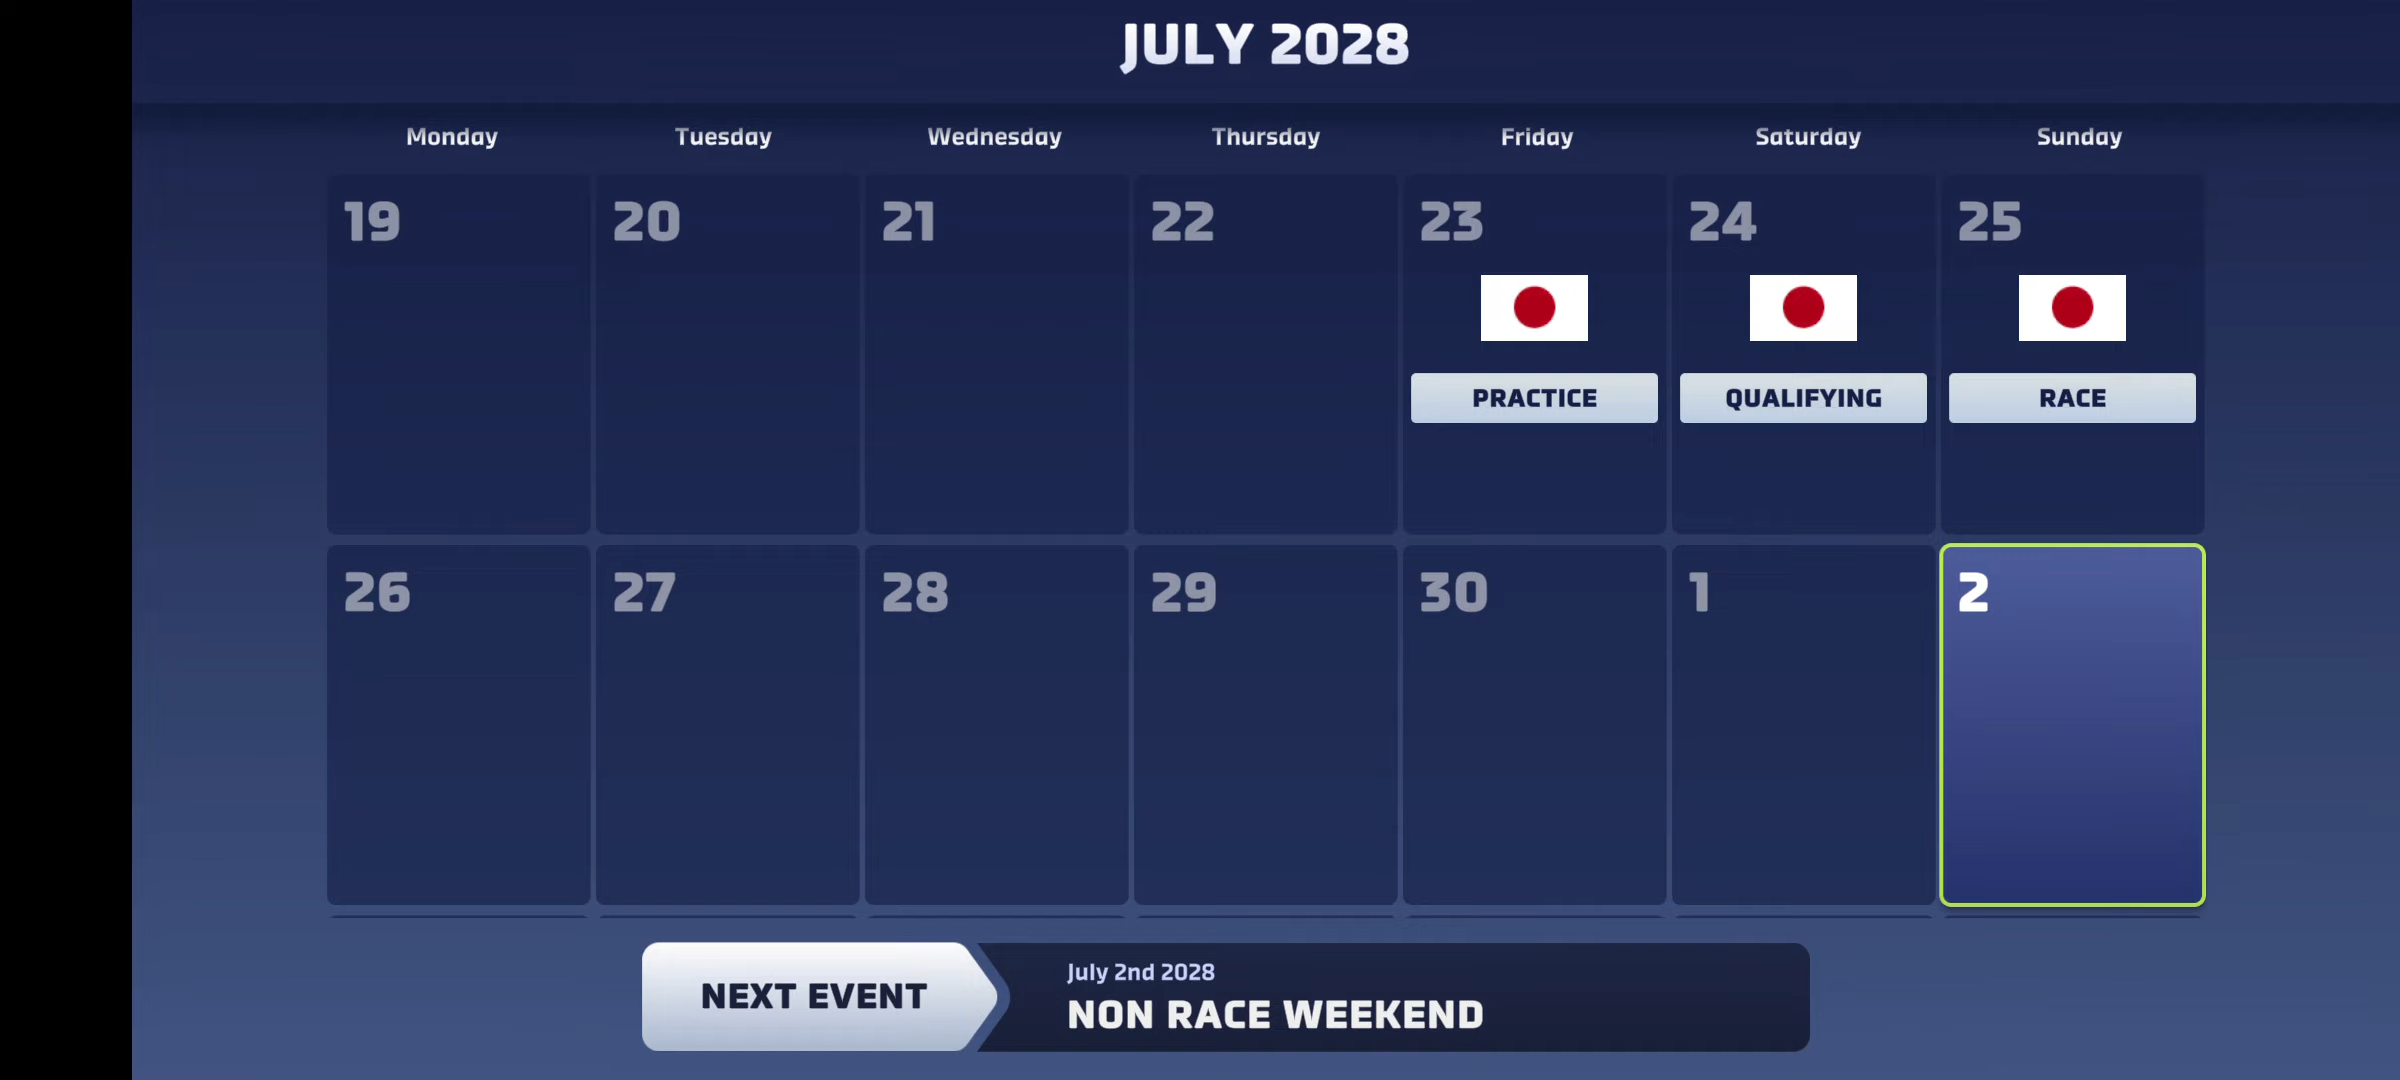 JULY 2028
Monday Tuesday Wednesday Thursday Friday Saturday Sunday
19 20 21 22 23 24 25
PRACTICE QUALIFYING RACE
26 27 28 29 30 1 2
NEXT EVENT
July 2nd 2028
NON RACE WEEKEND